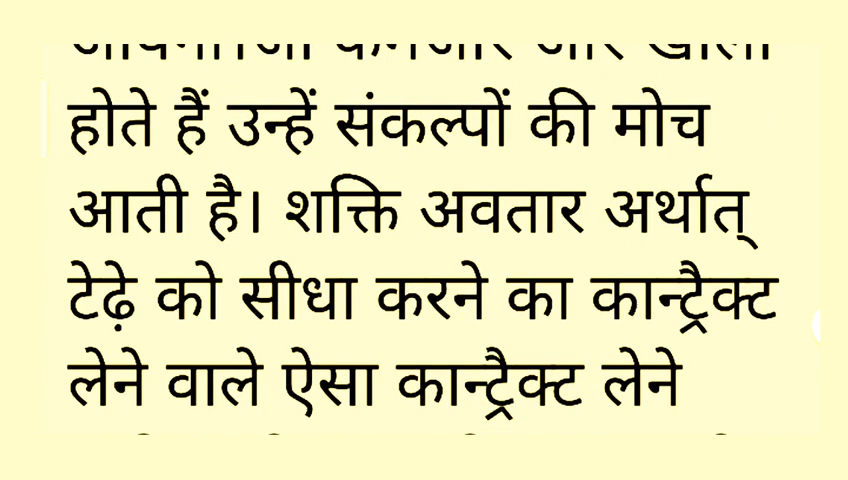 होते हैं उन्हें संकल्पों की मोच
आती है। शक्ति अवतार अर्थात्
टेढ़े को सीधा करने का कान्ट्रैक्ट
लेने वाले ऐसा कान्ट्रैक्ट लेने